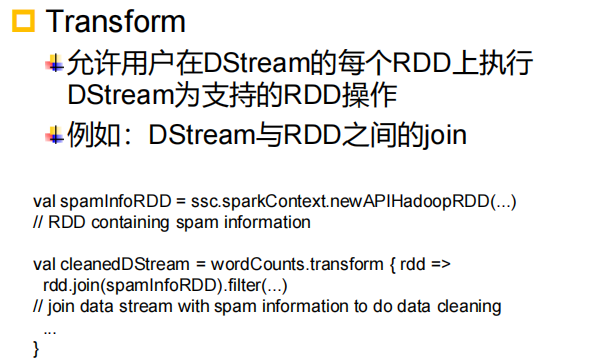 Transform
允许用户在DStream的每个RDD上执行
DStream为支持的RDD操作
例如：DStream与RDD之间的join
val spamInfoRDD = ssc.sparkContext.newAPIHadoopRDD(...)
// RDD containing spam information
val cleanedDStream = wordCounts.transform { rdd =>
rdd.join(spamInfoRDD).filter(...)
// join data stream with spam information to do data cleaning
...
}